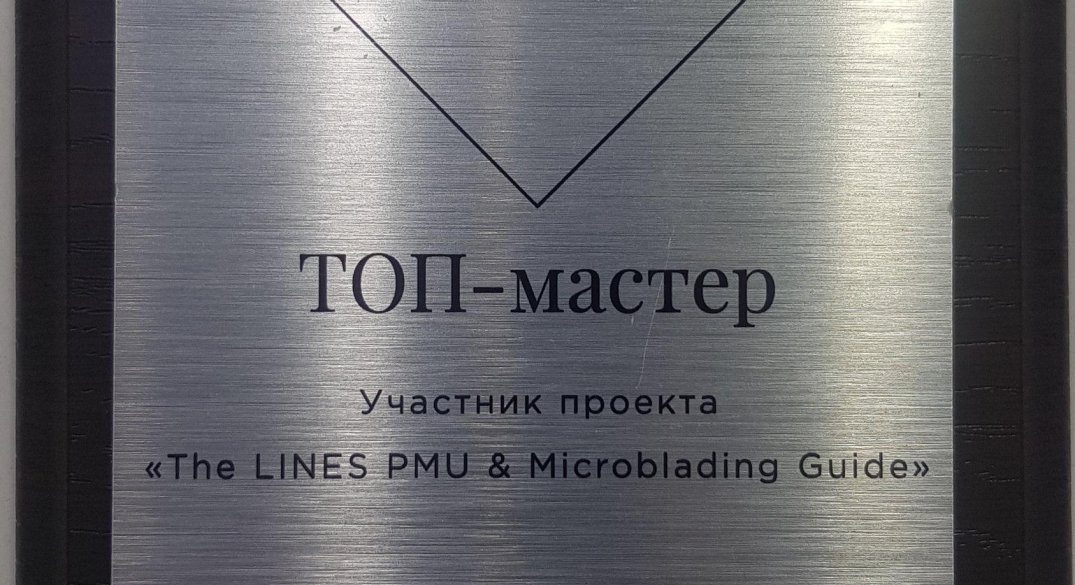 ТОП-мастер
Участник проекта
«The LINES PMU & Microblading Guide»